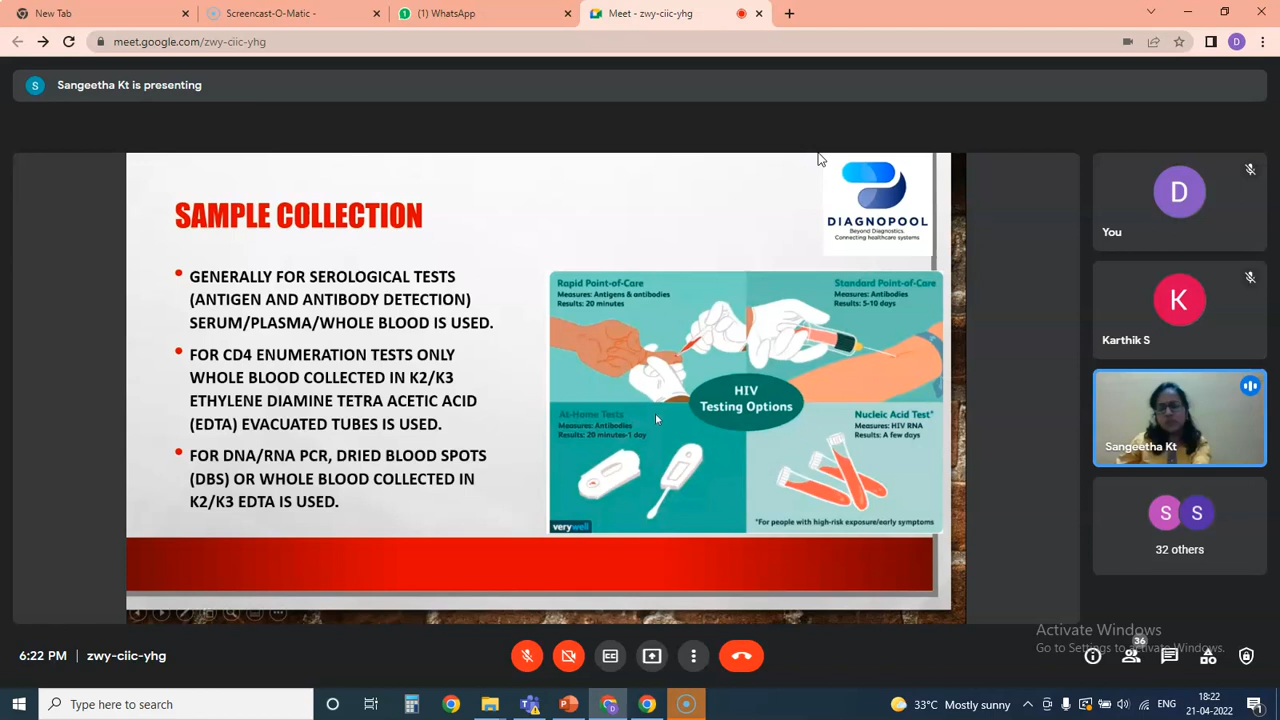 New Tab
Screencast-O-Matic
(1) WhatsApp
Meet - zwy-ciic-yhg
meet.google.com/zwy-ciic-yhg
D
S
Sangeetha Kt is presenting
SAMPLE COLLECTION
DIAGNOPOOL
Beyond Diagnostics.
Connecting healthcare systems
• GENERALLY FOR SEROLOGICAL TESTS
(ANTIGEN AND ANTIBODY DETECTION)
SERUM/PLASMA/WHOLE BLOOD IS USED.
• FOR CD4 ENUMERATION TESTS ONLY
WHOLE BLOOD COLLECTED IN K2/K3
ETHYLENE DIAMINE TETRA ACETIC ACID
(EDTA) EVACUATED TUBES IS USED.
• FOR DNA/RNA PCR, DRIED BLOOD SPOTS
(DBS) OR WHOLE BLOOD COLLECTED IN
K2/K3 EDTA IS USED.
Rapid Point-of-Care
Measures: Antigens & antibodies
Results: 20 minutes
Standard Point-of-Care
Measures: Antibodies
Results: 5-10 days
HIV
Testing Options
At-Home Tests
Measures: Antibodies
Results: 20 minutes-1 day
Nucleic Acid Test*
Measures: HIV RNA
Results: A few days
*For people with high-risk exposure/early symptoms
verywell
D
You
K
Karthik S
Sangeetha Kt
S
S
32 others
Activate Windows
Go to Settings to activate Windows.
6:22 PM
zwy-ciic-yhg
CC
36
Type here to search
33°C Mostly sunny
ENG
18:22
21-04-2022